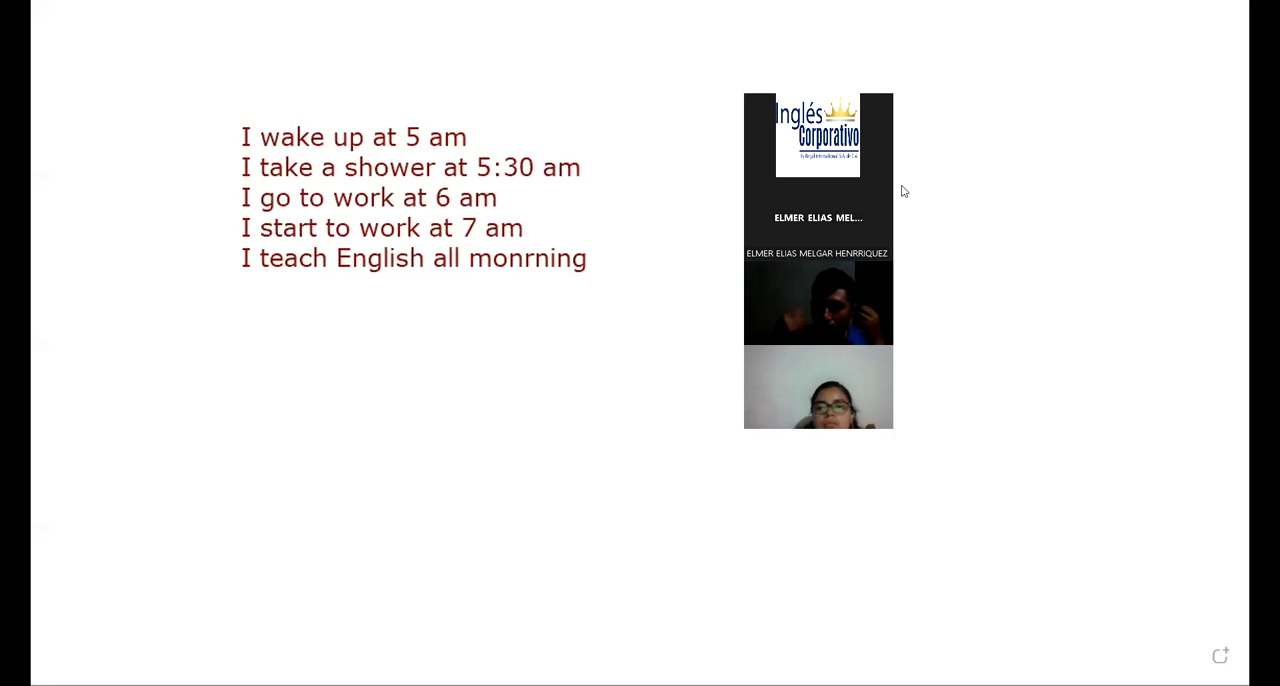 I wake up at 5 am
I take a shower at 5:30 am
I go to work at 6 am
I start to work at 7 am
I teach English all monrning
Inglés
Corporativo
ELMER ELIAS MEL...
ELMER ELIAS MELGAR HENRRIQUEZ